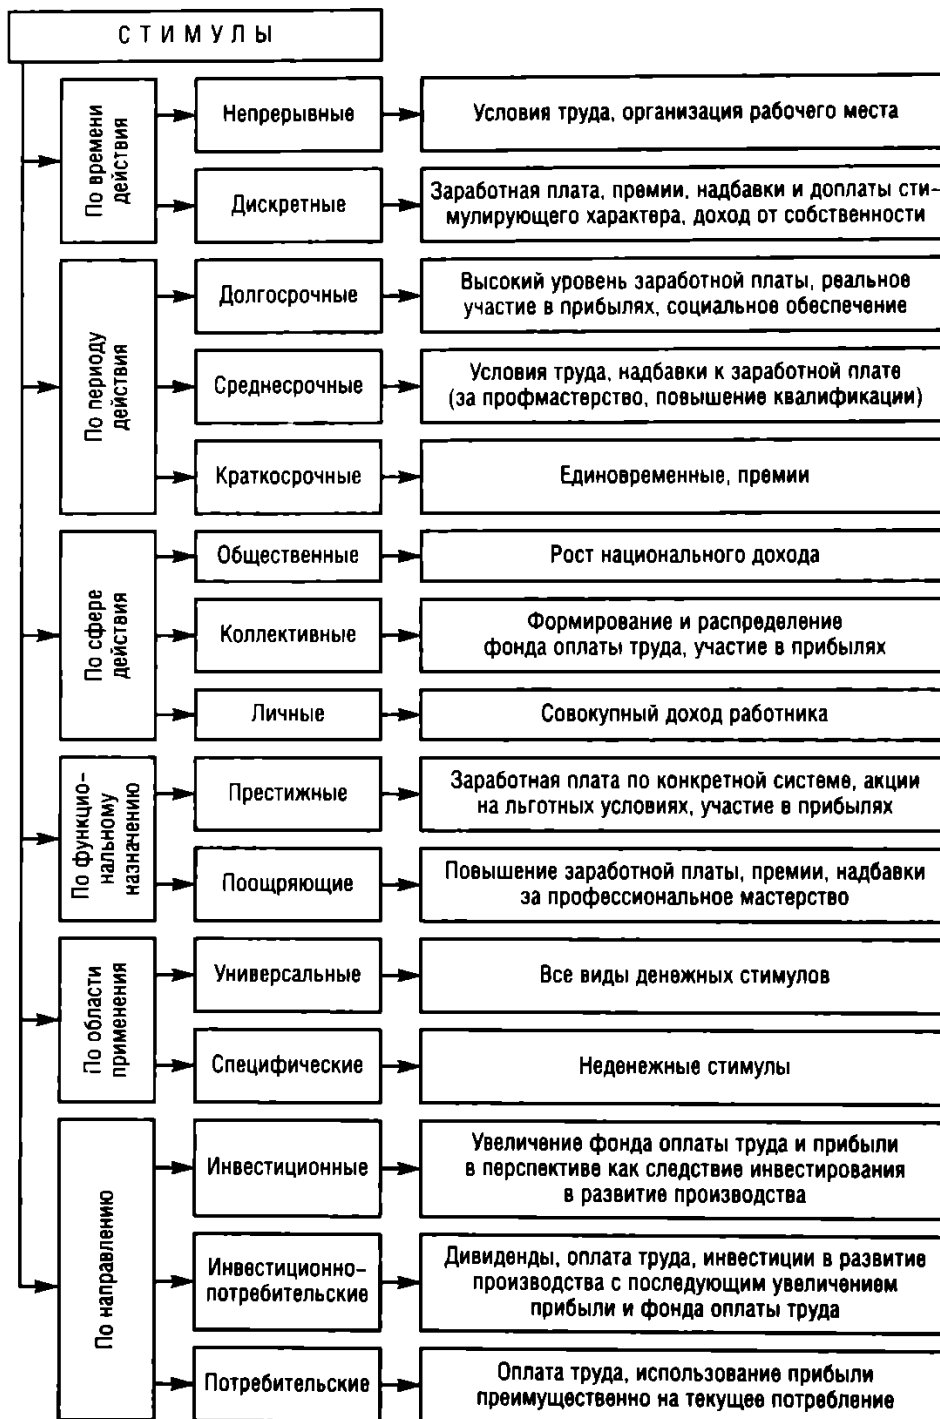 СТИМУЛЫ
По времени
действия
Непрерывные
Условия труда, организация рабочего места
Дискретные
Заработная плата, премии, надбавки и доплаты сти-
мулирующего характера, доход от собственности
По периоду
действия
Долгосрочные
Высокий уровень заработной платы, реальное
участие в прибылях, социальное обеспечение
Среднесрочные
Условия труда, надбавки к заработной плате
(за профмастерство, повышение квалификации)
Краткосрочные
Единовременные, премии
По сфере
действия
Общественные
Рост национального дохода
Коллективные
Формирование и распределение
фонда оплаты труда, участие в прибылях
Личные
Совокупный доход работника
По функцио-
нальному
назначению
Престижные
Заработная плата по конкретной системе, акции
на льготных условиях, участие в прибылях
Поощряющие
Повышение заработной платы, премии, надбавки
за профессиональное мастерство
По области
применения
Универсальные
Все виды денежных стимулов
Специфические
Неденежные стимулы
По направлению
Инвестиционные
Увеличение фонда оплаты труда и прибыли
в перспективе как следствие инвестирования
в развитие производства
Инвестиционно-
потребительские
Дивиденды, оплата труда, инвестиции в развитие
производства с последующим увеличением
прибыли и фонда оплаты труда
Потребительские
Оплата труда, использование прибыли
преимущественно на текущее потребление